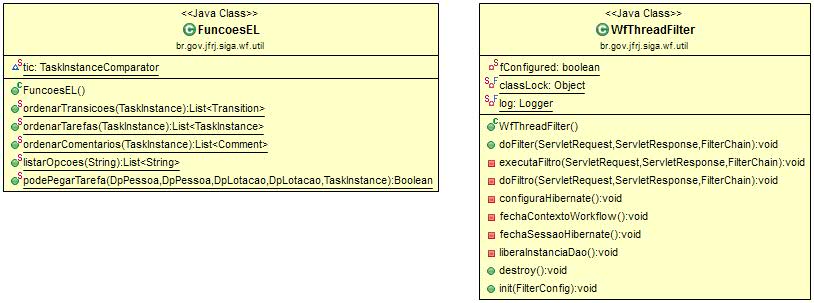 <<Java Class>>
FuncoesEL
br.gov.jfrj.siga.wf.util
tic: TaskInstanceComparator
FuncoesEL()
ordenarTransicoes(TaskInstance):List<Transition>
ordenarTarefas(TaskInstance):List<TaskInstance>
ordenarComentarios(TaskInstance):List<Comment>
listarOpcoes(String):List<String>
podePegarTarefa(DpPessoa,DpPessoa,DpLotacao,DpLotacao,TaskInstance):Boolean
<<Java Class>>
WfThreadFilter
br.gov.jfrj.siga.wf.util
fConfigured: boolean
classLock: Object
log: Logger
WfThreadFilter()
doFilter(ServletRequest,ServletResponse,FilterChain):void
executaFiltro(ServletRequest,ServletResponse,FilterChain):void
doFiltro(ServletRequest,ServletResponse,FilterChain):void
configuraHibernate():void
fechaContextoWorkflow():void
fechaSessaoHibernate():void
liberaInstanciaDao():void
destroy():void
init(FilterConfig):void